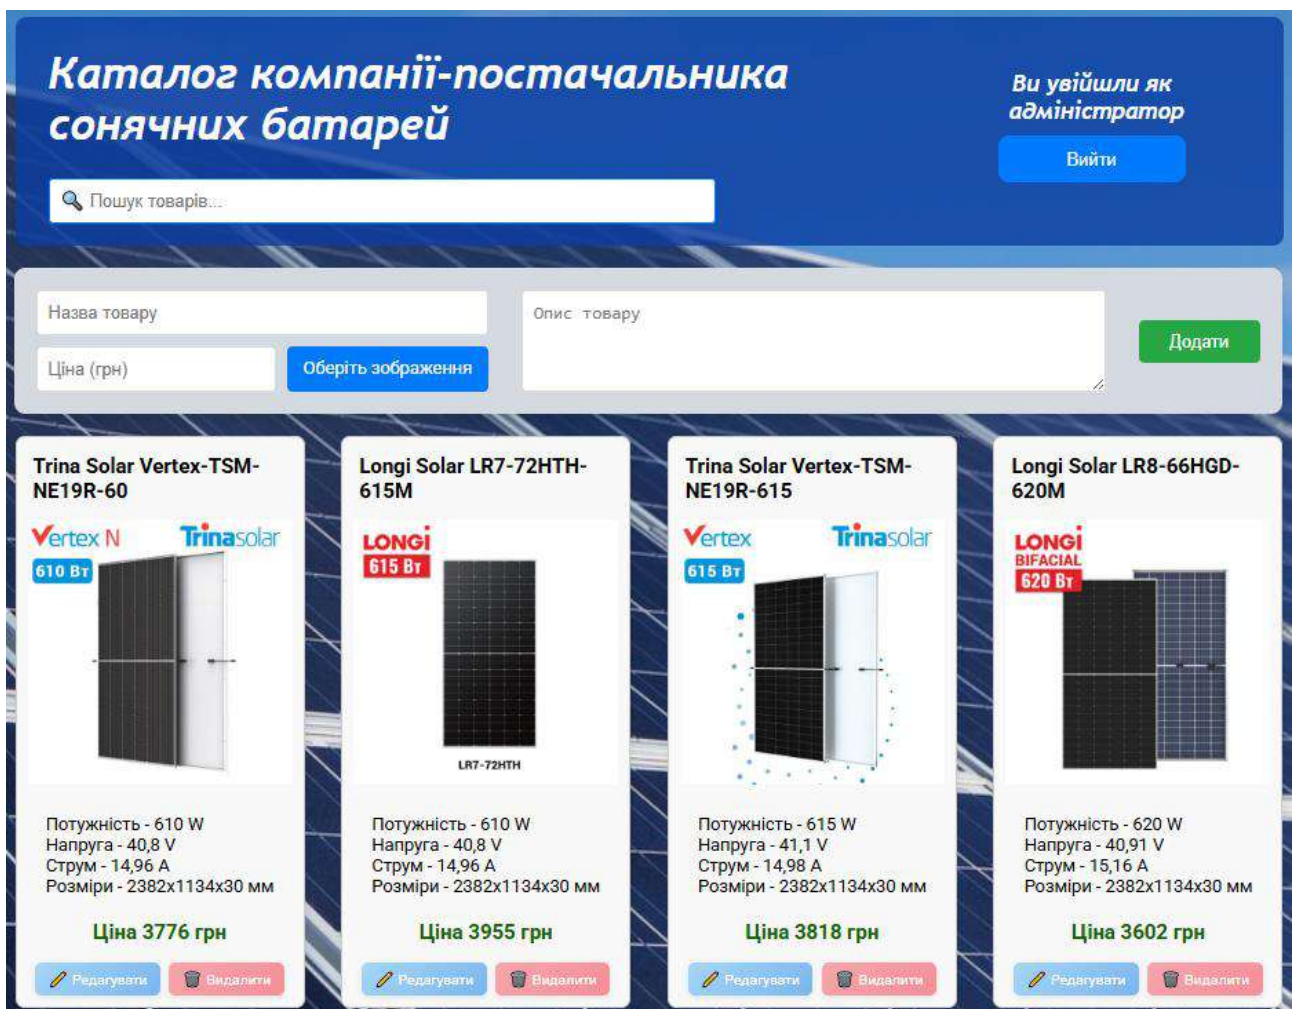 Каталог компанії-постачальника
сонячних батарей
Ви увійшли як
адміністратор
Вийти
Пошук товарів...
Назва товару
Ціна (грн)
Оберіть зображення
Опис товару
Додати
Trina Solar Vertex-TSM-
NE19R-60
Vertex N
Trinasolar
610 Вт
Потужність - 610 W
Напруга - 40,8 V
Струм - 14,96 A
Розміри - 2382x1134x30 мм
Ціна 3776 грн
Редагувати
Видалити
Longi Solar LR7-72HTH-
615M
LONGi
615 Вт
LR7-72HTH
Потужність - 610 W
Напруга - 40,8 V
Струм - 14,96 A
Розміри - 2382x1134x30 мм
Ціна 3955 грн
Редагувати
Видалити
Trina Solar Vertex-TSM-
NE19R-615
Vertex
Trinasolar
615 Вт
Потужність - 615 W
Напруга - 41,1 V
Струм - 14,98 A
Розміри - 2382x1134x30 мм
Ціна 3818 грн
Редагувати
Видалити
Longi Solar LR8-66HGD-
620M
LONGi
BIFACIAL
620 Вт
Потужність - 620 W
Напруга - 40,91 V
Струм - 15,16 A
Розміри - 2382x1134x30 мм
Ціна 3602 грн
Редагувати
Видалити